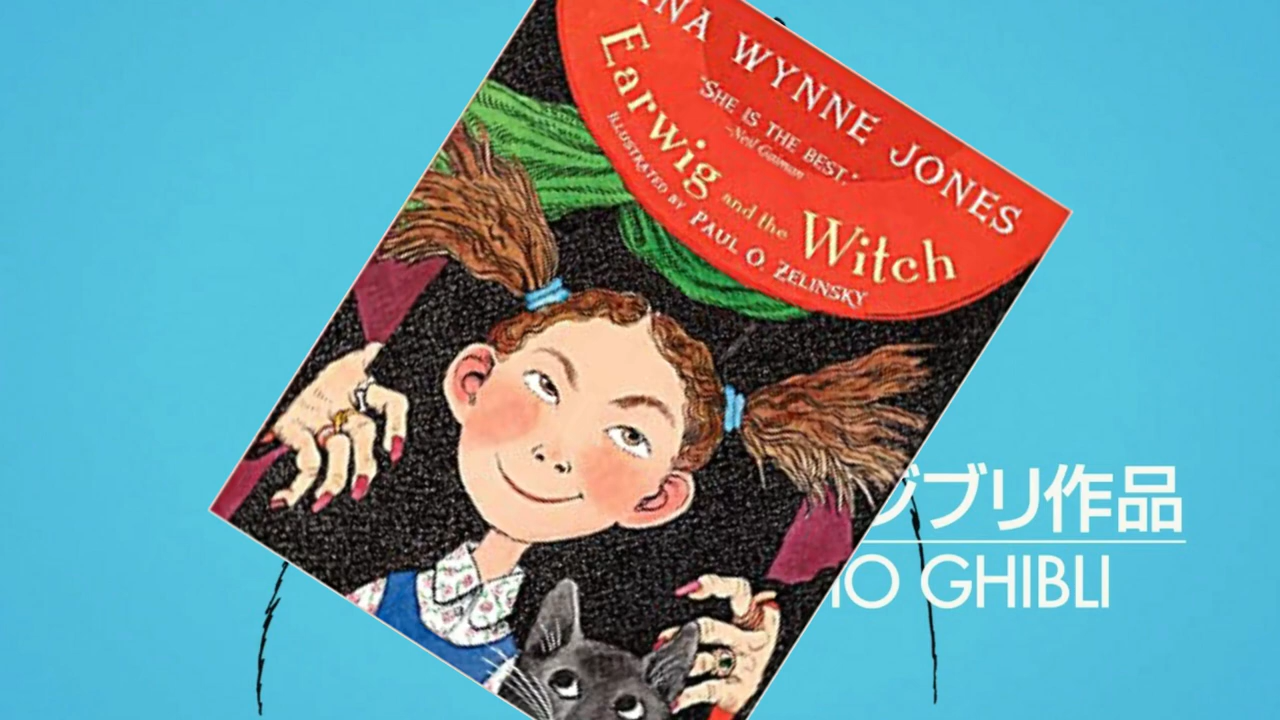 WYNNE JONES
"SHE IS THE BEST."
–Neil Gaiman
Earwig and the Witch
ILLUSTRATED BY PAUL O. ZELINSKY
ジブリ作品
IO GHIBLI